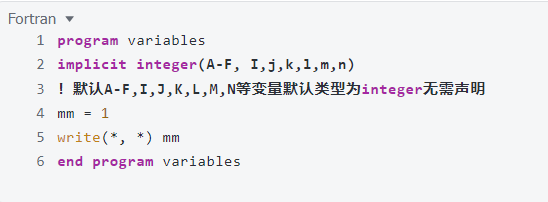 Fortran
1 program variables
2 implicit integer(A-F, I,j,k,l,m,n)
3 ! 默认A-F,I,J,K,L,M,N等变量默认类型为integer无需声明
4 mm = 1
5 write(*, *) mm
6 end program variables